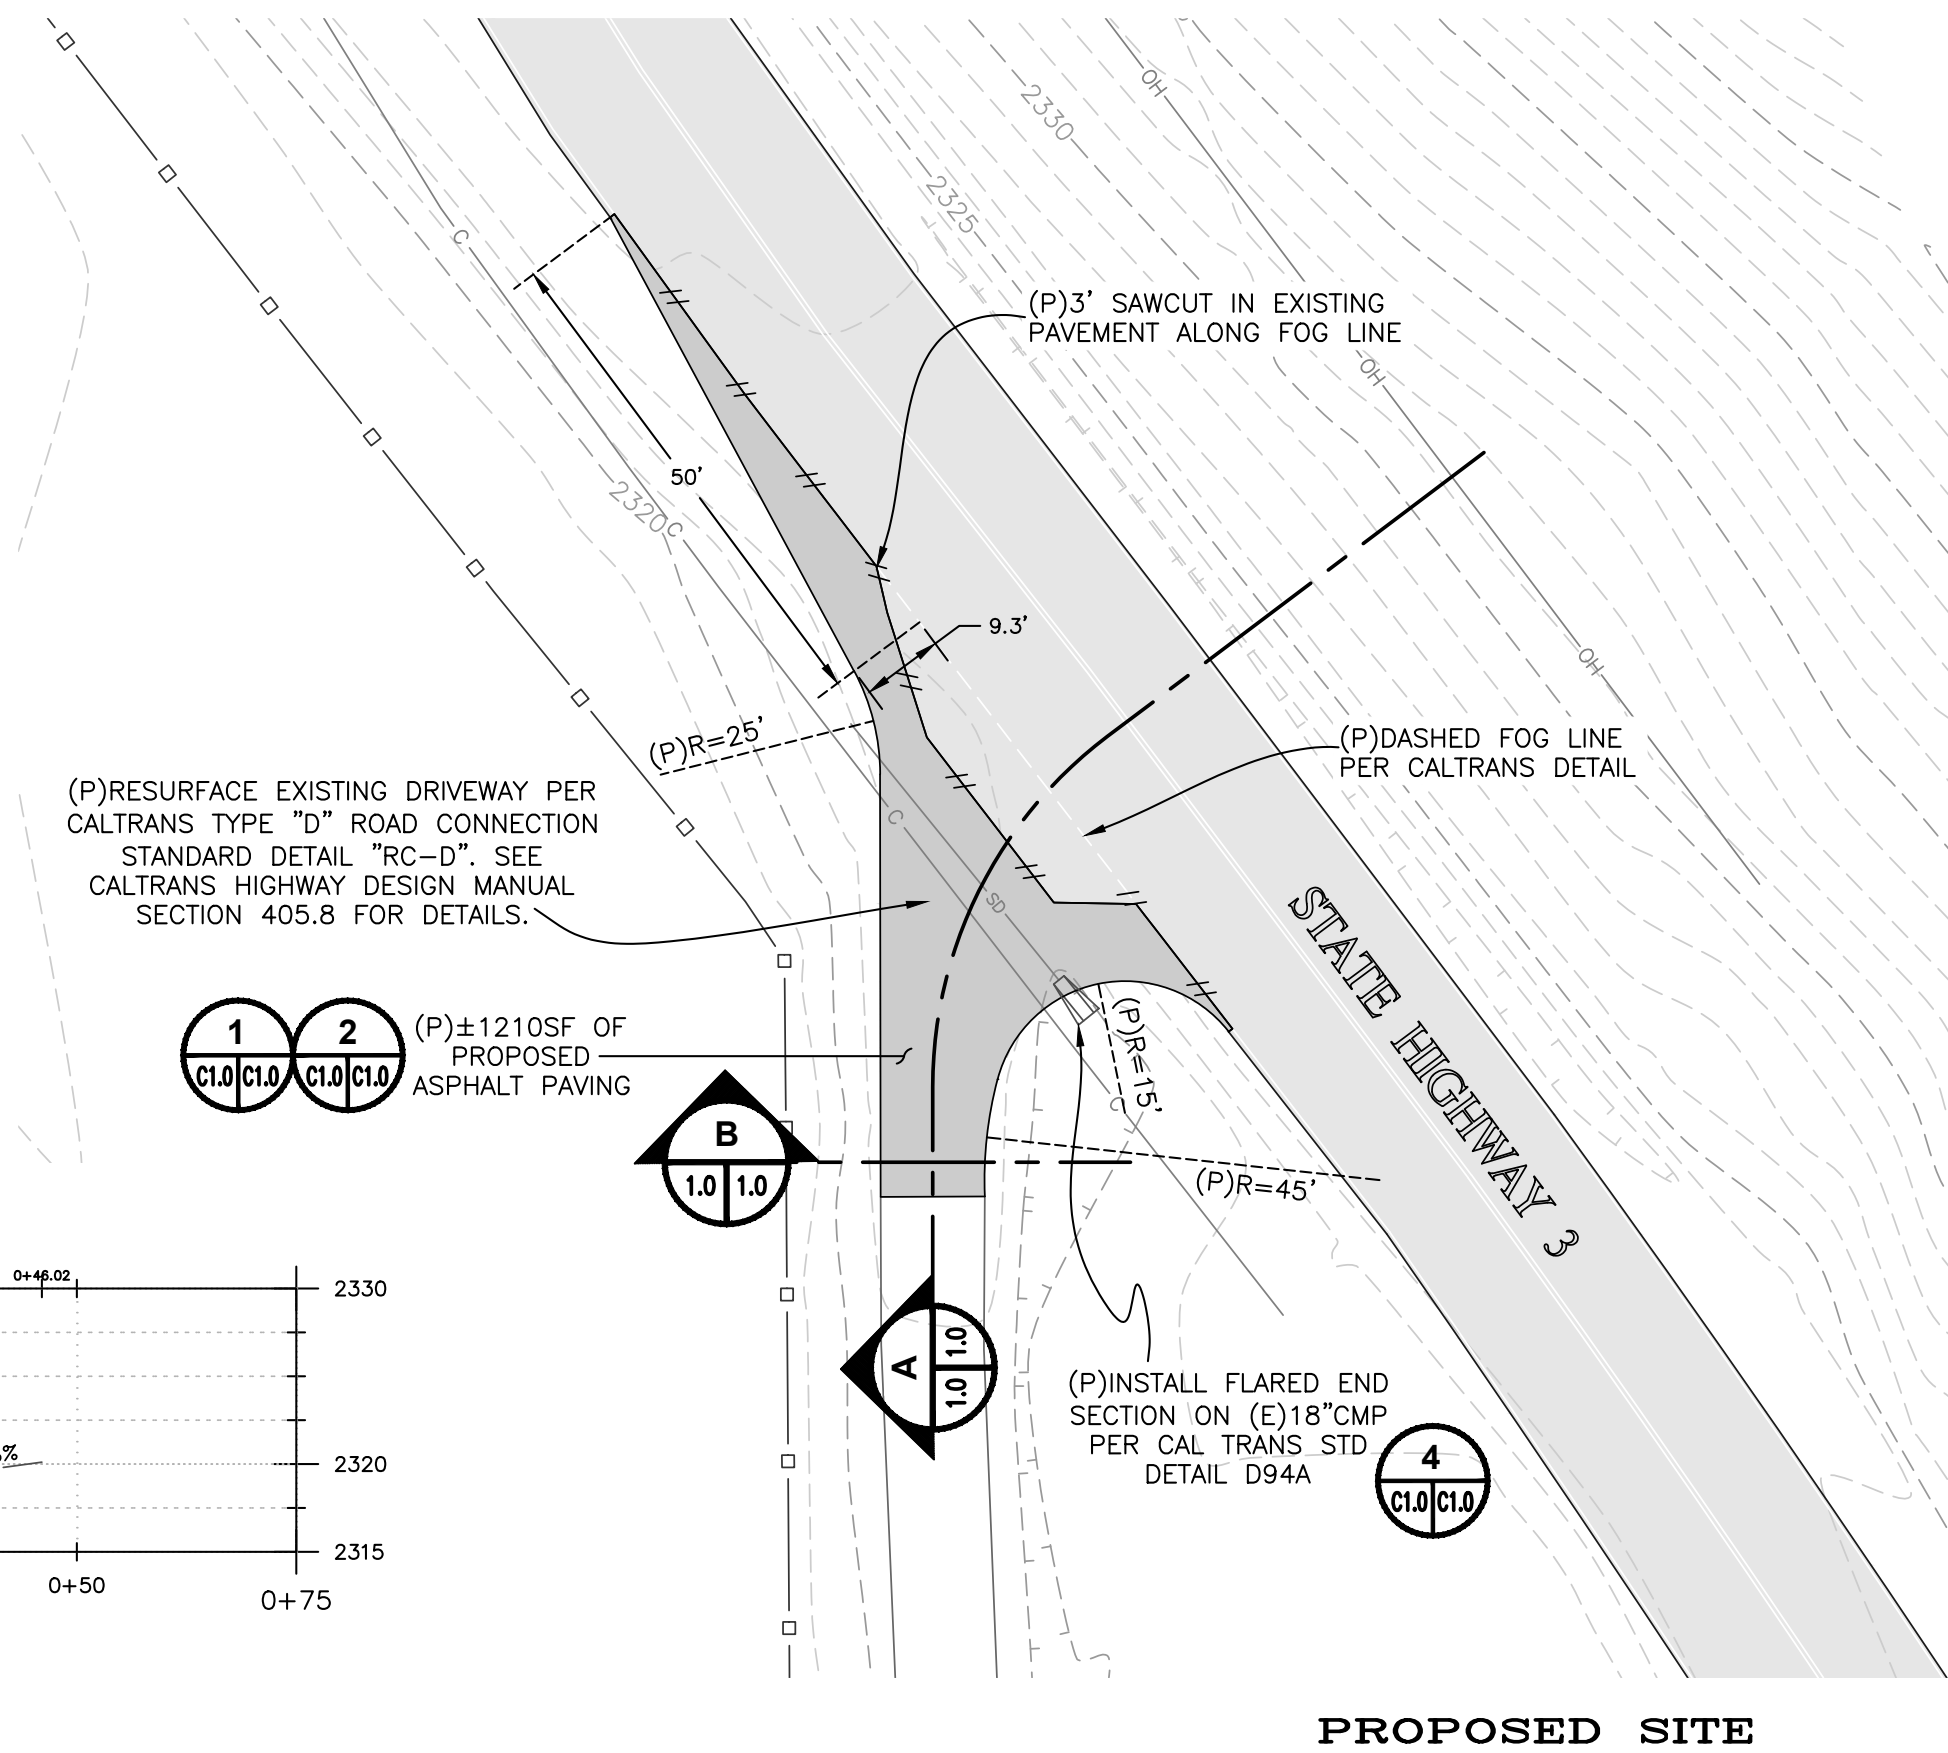 2330
OH
2325
C
(P)3' SAWCUT IN EXISTING
PAVEMENT ALONG FOG LINE
OH
50'
2320
C
9.3'
OH
(P)R=25'
(P)DASHED FOG LINE
PER CALTRANS DETAIL
(P)RESURFACE EXISTING DRIVEWAY PER
CALTRANS TYPE "D" ROAD CONNECTION
STANDARD DETAIL "RC-D". SEE
CALTRANS HIGHWAY DESIGN MANUAL
SECTION 405.8 FOR DETAILS.
C
SD
STATE HIGHWAY 3
1
C1.0 C1.0
2
C1.0 C1.0
(P)±1210SF OF
PROPOSED
ASPHALT PAVING
(P)R=15'
C
B
1.0 1.0
(P)R=45'
A
1.0 1.0
(P)INSTALL FLARED END
SECTION ON (E)18"CMP
PER CAL TRANS STD
DETAIL D94A
4
C1.0 C1.0
0+46.02
2330
%
2320
2315
0+50
0+75
PROPOSED SITE